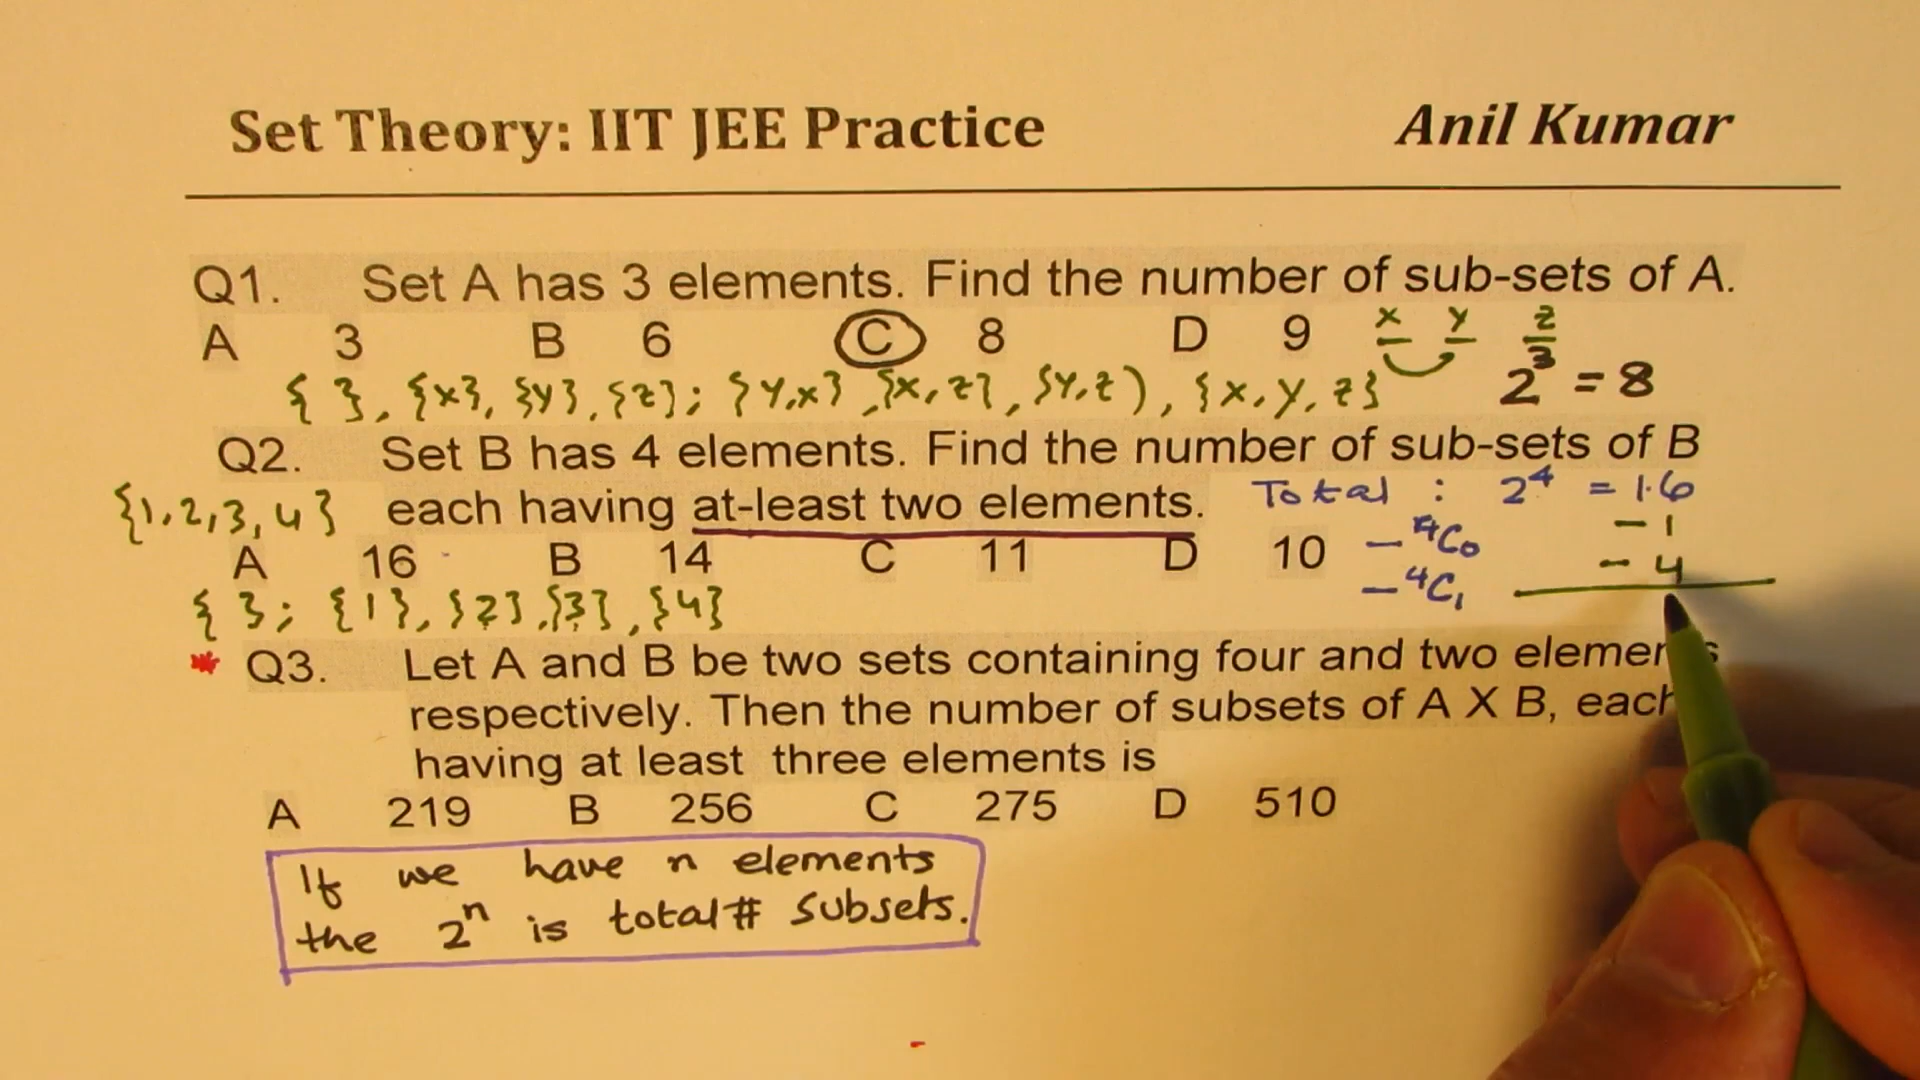 Set Theory: IIT JEE Practice Anil Kumar
Q1. Set A has 3 elements. Find the number of sub-sets of A.
A 3 B 6 C 8 D 9 x y z
{ }, {x}, {y}, {z}; {y,x}, {x,z}, {y,z), {x,y,z} 2³ = 8
Q2. Set B has 4 elements. Find the number of sub-sets of B
{1,2,3,4} each having at-least two elements. Total : 2⁴ = 16
A 16 B 14 C 11 D 10 - ⁴C₀ - 1
{ }; {1}, {2}, {3}, {4} - ⁴C₁ - 4
* Q3. Let A and B be two sets containing four and two elements
respectively. Then the number of subsets of A X B, each
having at least three elements is
A 219 B 256 C 275 D 510
If we have n elements
the 2ⁿ is total # subsets.